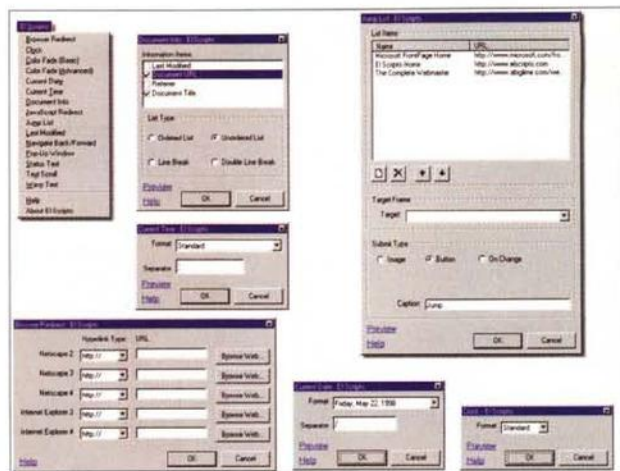 El Scripts
Browser Redirect
Clock
Color Fade (Basic)
Color Fade (Advanced)
Current Date
Current Time
Document Info
JavaScript Redirect
Jump List
Last Modified
Navigate Back/Forward
Pop-Up Window
Status Text
Text Scroll
Warp Text
Help
About El Scripts
Document Info - El Scripts
Information Items
Last Modified
Document URL
Referrer
Document Title
List Type
Ordered List
Unordered List
Line Break
Double Line Break
Preview
Help
OK
Cancel
Current Time - El Scripts
Format Standard
Separator
Preview
Help
OK
Cancel
Jump List - El Scripts
List Items
Name URL
Microsoft FrontPage Home http://www.microsoft.com/fro...
El Scripts Home
The Complete Webmaster
Target Frame
Target:
Submit Type
Image
Button
On Change
Caption: Jump
Preview
Help
OK
Cancel
Browser Redirect - El Scripts
Hyperlink Type: URL
Netscape 2 http:// Browse Web...
Netscape 3 http:// Browse Web...
Netscape 4 http:// Browse Web...
Internet Explorer 3 http:// Browse Web...
Internet Explorer 4 http:// Browse Web...
Help
OK
Cancel
Current Date - El Scripts
Format Friday, May 22, 1998
Separator /
Preview
Help
OK
Cancel
Clock - El Scripts
Format Standard
Preview
Help
OK
Cancel